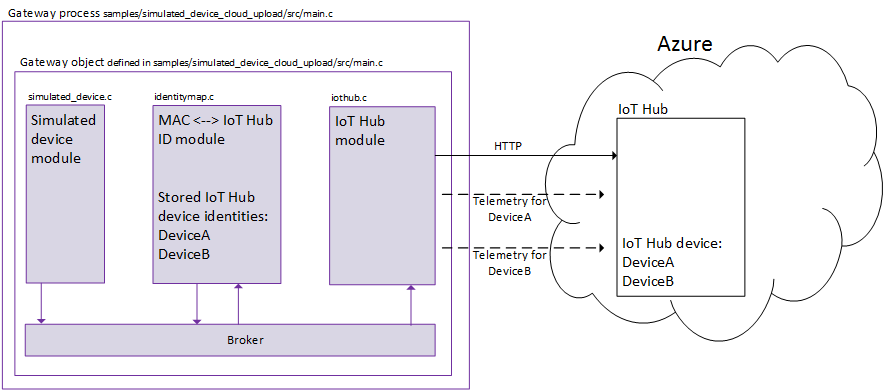 Gateway process samples/simulated_device_cloud_upload/src/main.c
Gateway object defined in samples/simulated_device_cloud_upload/src/main.c
simulated_device.c
Simulated
device
module
identitymap.c
MAC <--> IoT Hub
ID module
Stored IoT Hub
device identities:
DeviceA
DeviceB
iothub.c
IoT Hub
module
Broker
HTTP
Telemetry for
DeviceA
Telemetry for
DeviceB
Azure
IoT Hub
IoT Hub device:
DeviceA
DeviceB